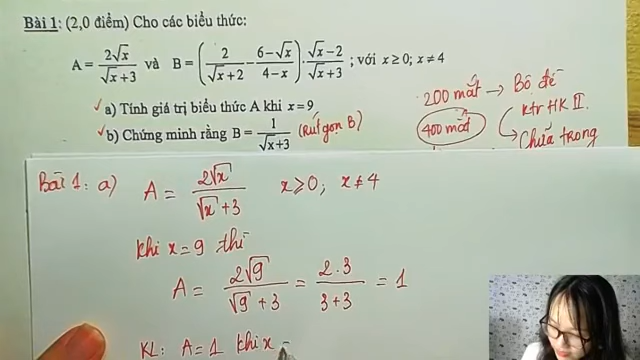 Bài 1: (2,0 điểm) Cho các biểu thức:
A = 2√x / (√x+3) và B = (2/(√x+2) − (6−√x)/(4−x)) · (√x−2)/(√x+3) ; với x ≥ 0; x ≠ 4
a) Tính giá trị biểu thức A khi x = 9
b) Chứng minh rằng B = 1/(√x+3) (Rút gọn B)
200 mắt → Bộ đề
Ktr HK II.
400 mắt
Chữa trong
Bài 1: a) A = 2√x / (√x + 3) x ≥ 0; x ≠ 4
khi x = 9 thì
A = 2√9 / (√9 + 3) = 2.3 / (3+3) = 1
KL: A = 1 khi x =